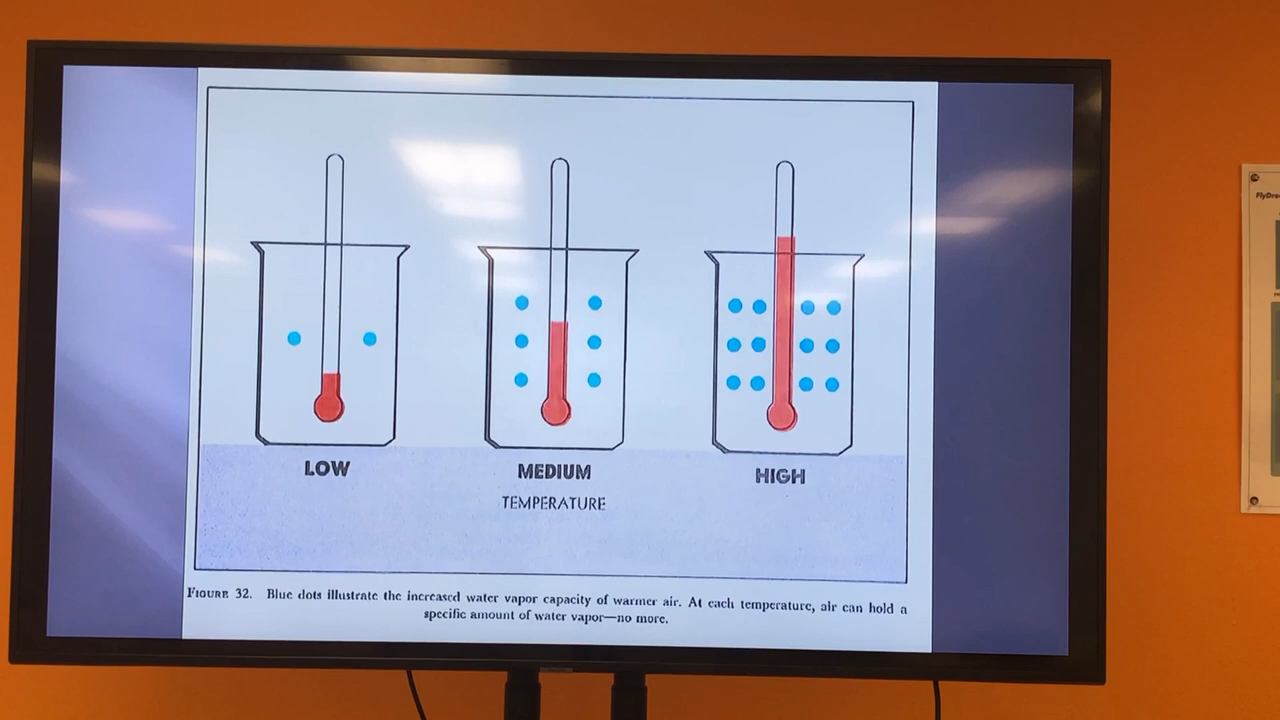 LOW
MEDIUM
HIGH
TEMPERATURE
FIGURE 32. Blue dots illustrate the increased water vapor capacity of warmer air. At each temperature, air can hold a
specific amount of water vapor—no more.